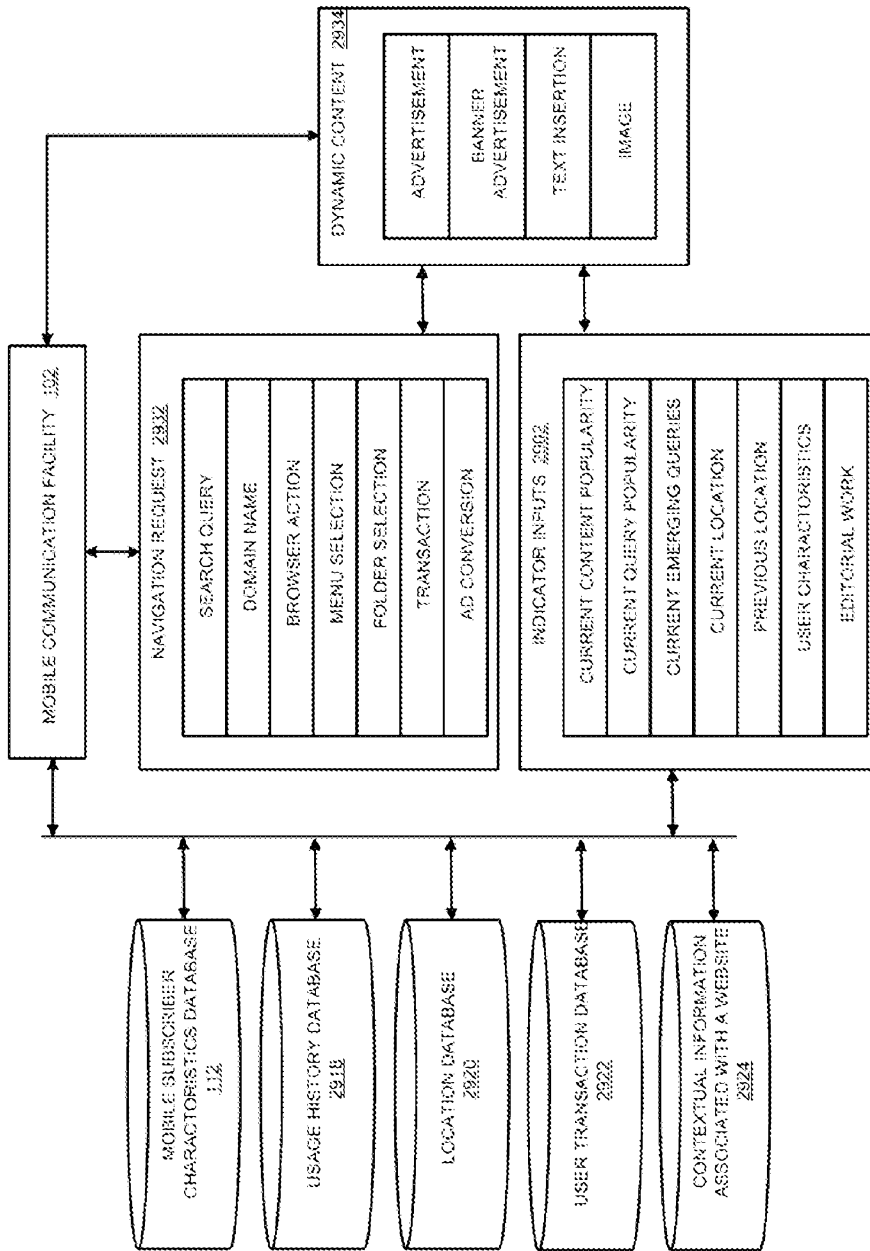 MOBILE COMMUNICATION FACILITY 102
NAVIGATION REQUEST 2932
SEARCH QUERY
DOMAIN NAME
BROWSER ACTION
MENU SELECTION
FOLDER SELECTION
TRANSACTION
AD CONVERSION
DYNAMIC CONTENT 2934
ADVERTISEMENT
BANNER
ADVERTISEMENT
TEXT INSERTION
IMAGE
INDICATOR INPUTS 2902
CURRENT CONTENT POPULARITY
CURRENT QUERY POPULARITY
CURRENT EMERGING QUERIES
CURRENT LOCATION
PREVIOUS LOCATION
USER CHARACTORISTICS
EDITORIAL WORK
MOBILE SUBSCRIBER
CHARACTORISTICS DATABASE
112
USAGE HISTORY DATABASE
2918
LOCATION DATABASE
2920
USER TRANSACTION DATABASE
2922
CONTEXTUAL INFORMATION
ASSOCIATED WITH A WEBSITE
2924